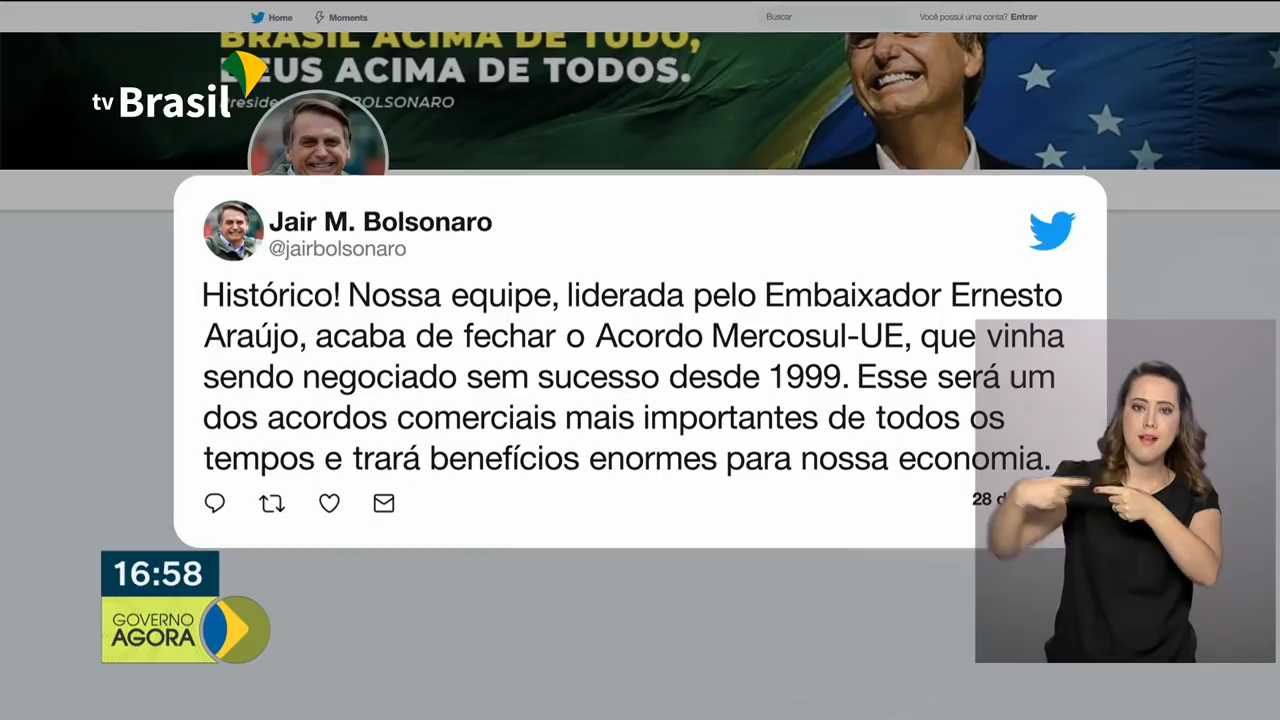 Home Moments Buscar Você possui uma conta? Entrar
BRASIL ACIMA DE TUDO,
DEUS ACIMA DE TODOS.
BOLSONARO
tv Brasil
Jair M. Bolsonaro
@jairbolsonaro
Histórico! Nossa equipe, liderada pelo Embaixador Ernesto
Araújo, acaba de fechar o Acordo Mercosul-UE, que vinha
sendo negociado sem sucesso desde 1999. Esse será um
dos acordos comerciais mais importantes de todos os
tempos e trará benefícios enormes para nossa economia.
28
16:58
GOVERNO
AGORA